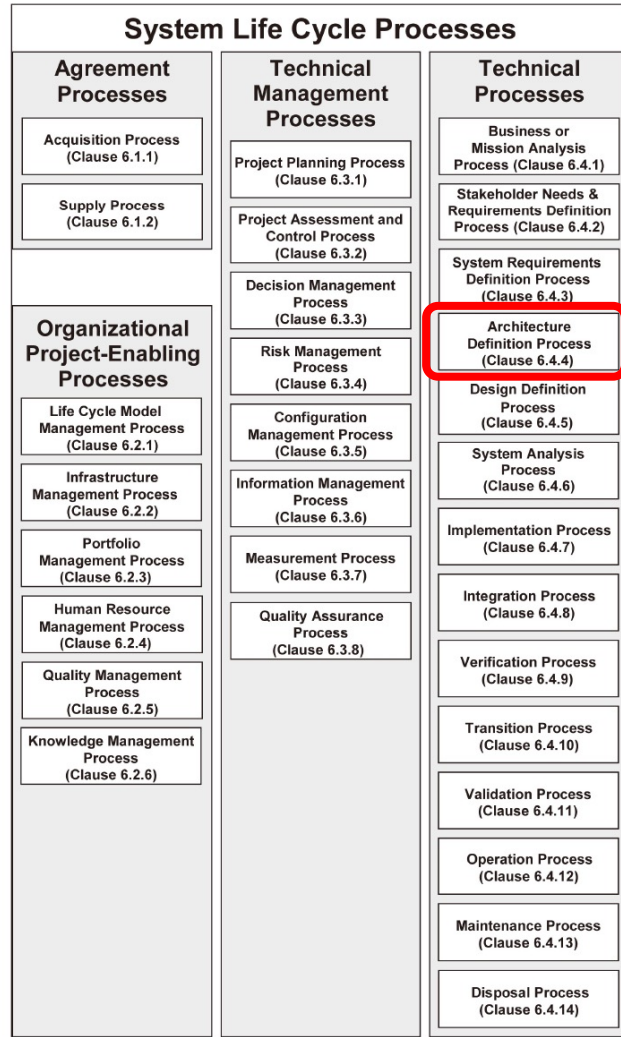 System Life Cycle Processes
Agreement
Processes
Acquisition Process
(Clause 6.1.1)
Supply Process
(Clause 6.1.2)
Organizational
Project-Enabling
Processes
Life Cycle Model
Management Process
(Clause 6.2.1)
Infrastructure
Management Process
(Clause 6.2.2)
Portfolio
Management Process
(Clause 6.2.3)
Human Resource
Management Process
(Clause 6.2.4)
Quality Management
Process
(Clause 6.2.5)
Knowledge Management
Process
(Clause 6.2.6)
Technical
Management
Processes
Project Planning Process
(Clause 6.3.1)
Project Assessment and
Control Process
(Clause 6.3.2)
Decision Management
Process
(Clause 6.3.3)
Risk Management
Process
(Clause 6.3.4)
Configuration
Management Process
(Clause 6.3.5)
Information Management
Process
(Clause 6.3.6)
Measurement Process
(Clause 6.3.7)
Quality Assurance
Process
(Clause 6.3.8)
Technical
Processes
Business or
Mission Analysis
Process (Clause 6.4.1)
Stakeholder Needs &
Requirements Definition
Process (Clause 6.4.2)
System Requirements
Definition Process
(Clause 6.4.3)
Architecture
Definition Process
(Clause 6.4.4)
Design Definition
Process
(Clause 6.4.5)
System Analysis
Process
(Clause 6.4.6)
Implementation Process
(Clause 6.4.7)
Integration Process
(Clause 6.4.8)
Verification Process
(Clause 6.4.9)
Transition Process
(Clause 6.4.10)
Validation Process
(Clause 6.4.11)
Operation Process
(Clause 6.4.12)
Maintenance Process
(Clause 6.4.13)
Disposal Process
(Clause 6.4.14)